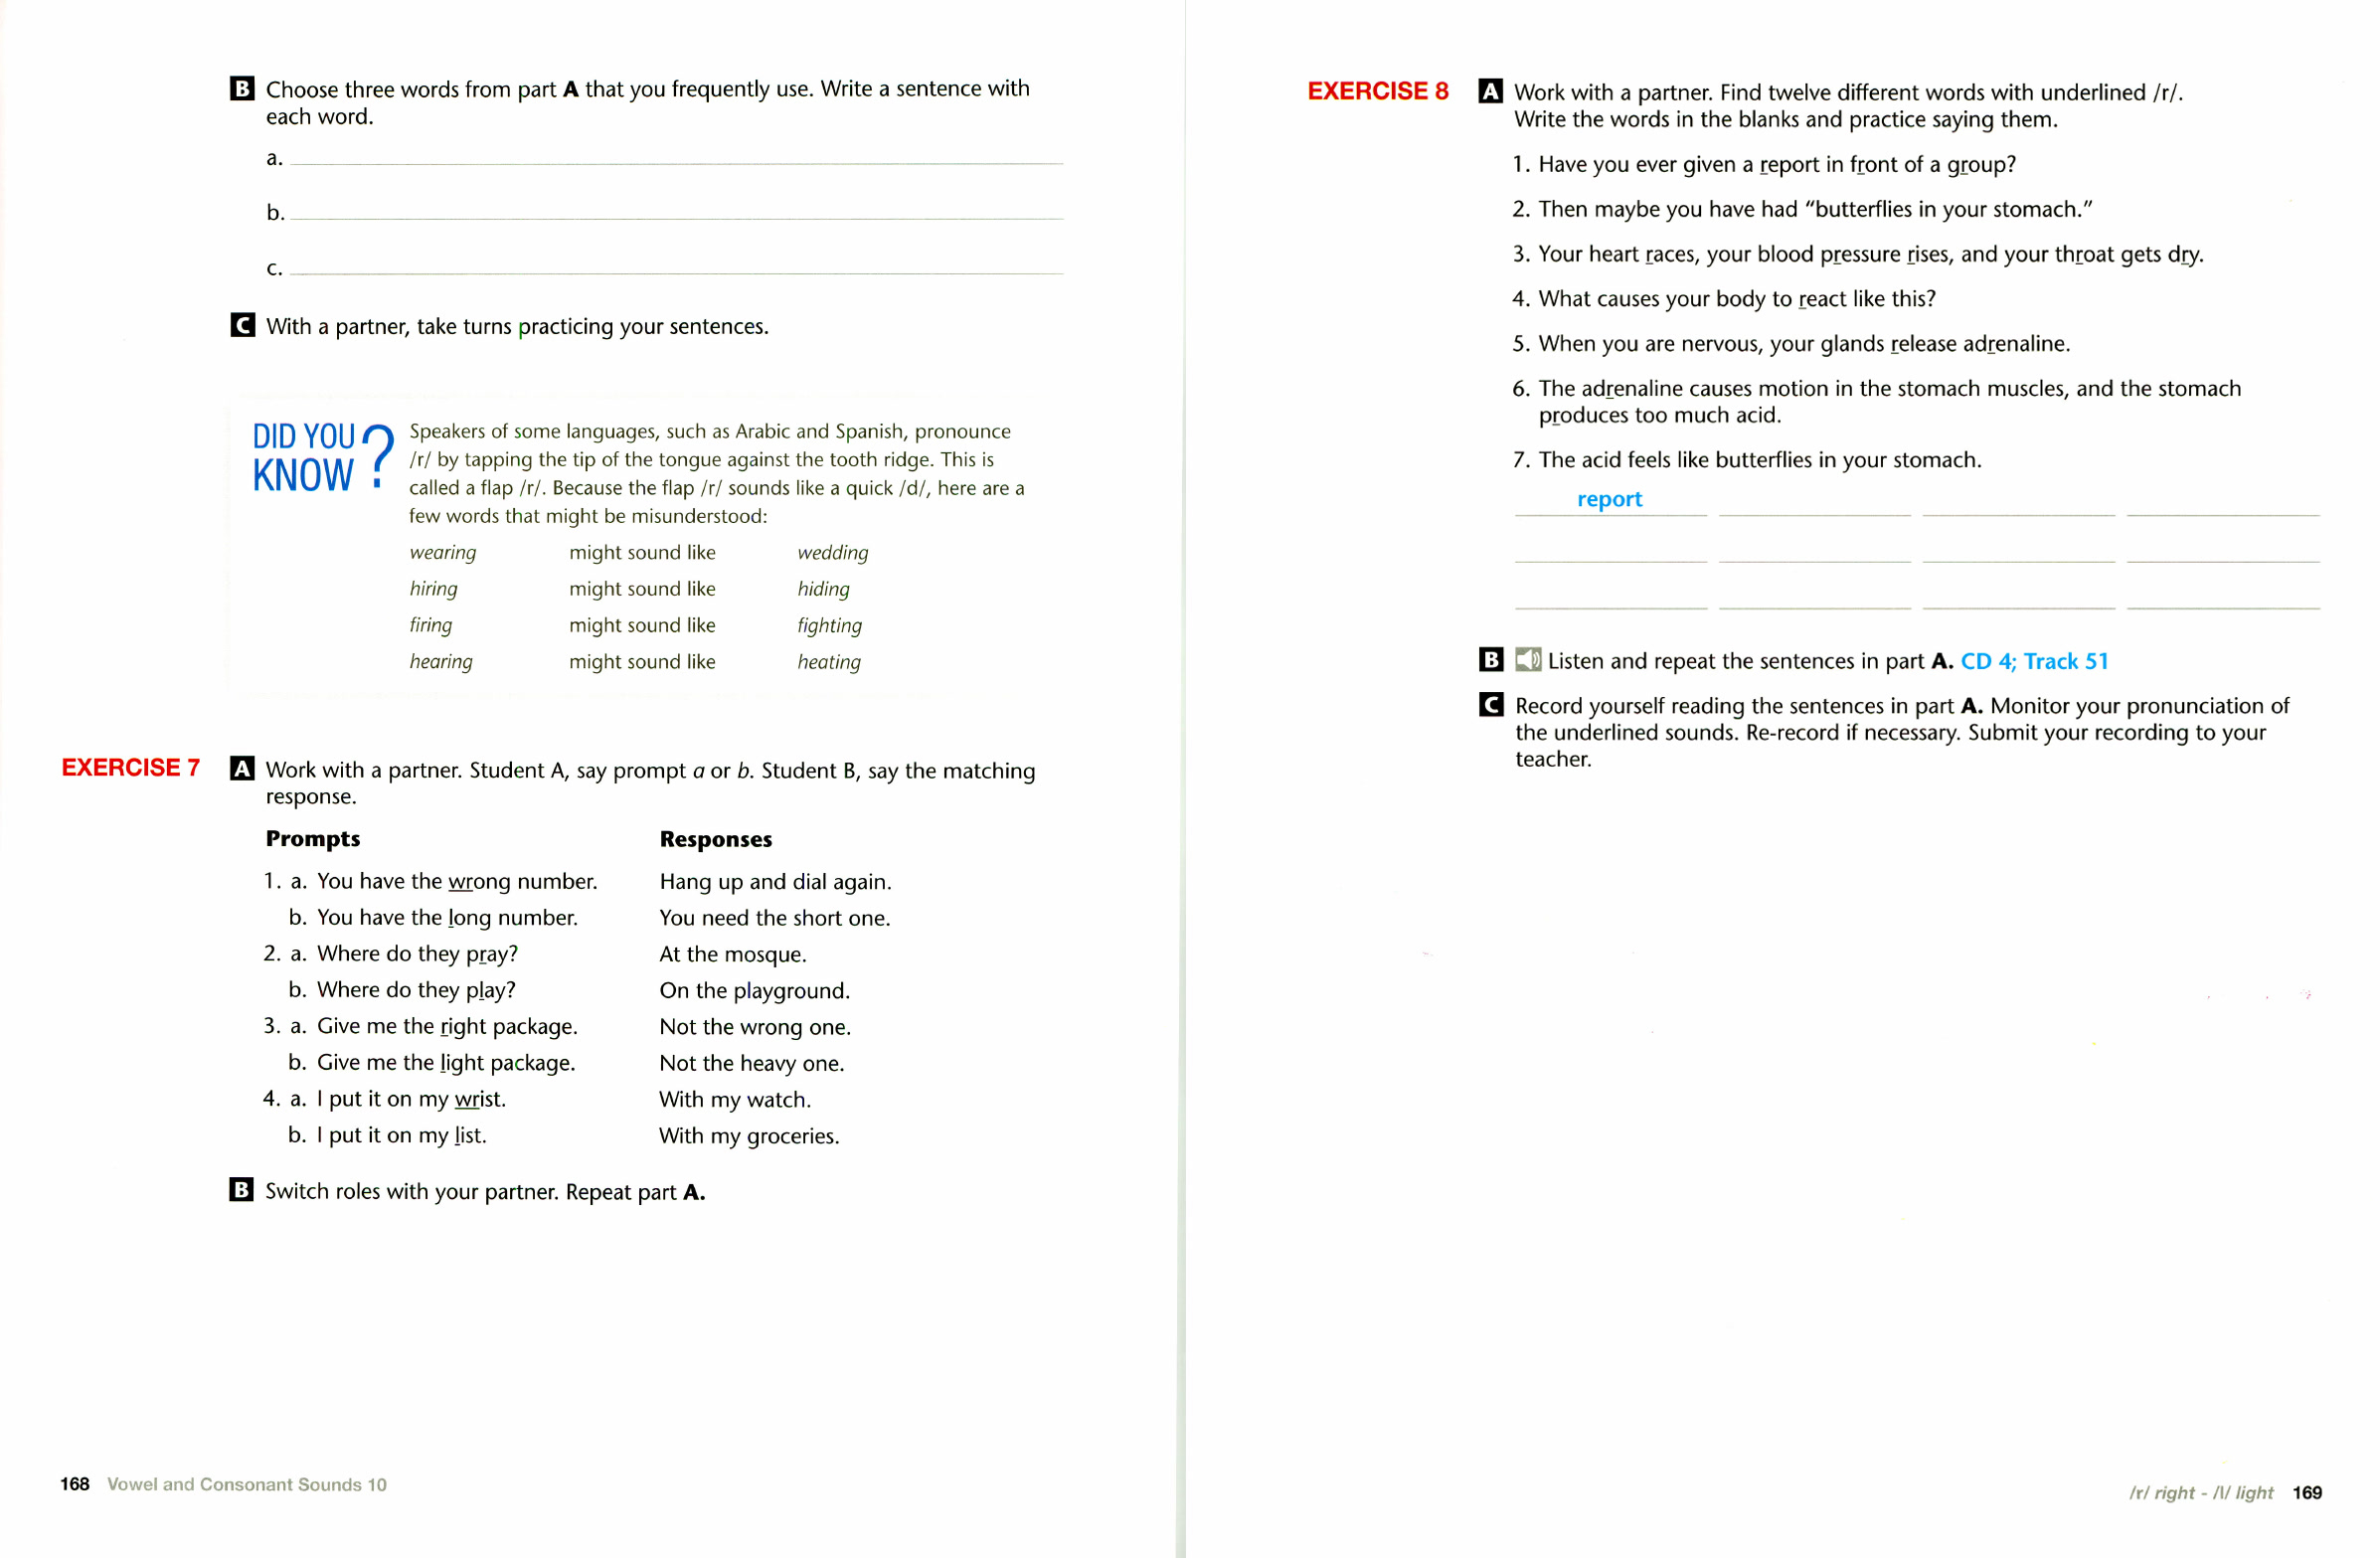 B Choose three words from part A that you frequently use. Write a sentence with
each word.
a.
b.
c.
C With a partner, take turns practicing your sentences.
DID YOU
KNOW ?
Speakers of some languages, such as Arabic and Spanish, pronounce
/r/ by tapping the tip of the tongue against the tooth ridge. This is
called a flap /r/. Because the flap /r/ sounds like a quick /d/, here are a
few words that might be misunderstood:
wearing might sound like wedding
hiring might sound like hiding
firing might sound like fighting
hearing might sound like heating
EXERCISE 7 A Work with a partner. Student A, say prompt a or b. Student B, say the matching
response.
Prompts Responses
1. a. You have the wrong number. Hang up and dial again.
b. You have the long number. You need the short one.
2. a. Where do they pray? At the mosque.
b. Where do they play? On the playground.
3. a. Give me the right package. Not the wrong one.
b. Give me the light package. Not the heavy one.
4. a. I put it on my wrist. With my watch.
b. I put it on my list. With my groceries.
B Switch roles with your partner. Repeat part A.
168 Vowel and Consonant Sounds 10
EXERCISE 8 A Work with a partner. Find twelve different words with underlined /r/.
Write the words in the blanks and practice saying them.
1. Have you ever given a report in front of a group?
2. Then maybe you have had "butterflies in your stomach."
3. Your heart races, your blood pressure rises, and your throat gets dry.
4. What causes your body to react like this?
5. When you are nervous, your glands release adrenaline.
6. The adrenaline causes motion in the stomach muscles, and the stomach
produces too much acid.
7. The acid feels like butterflies in your stomach.
report
B Listen and repeat the sentences in part A. CD 4; Track 51
C Record yourself reading the sentences in part A. Monitor your pronunciation of
the underlined sounds. Re-record if necessary. Submit your recording to your
teacher.
/r/ right - /l/ light 169